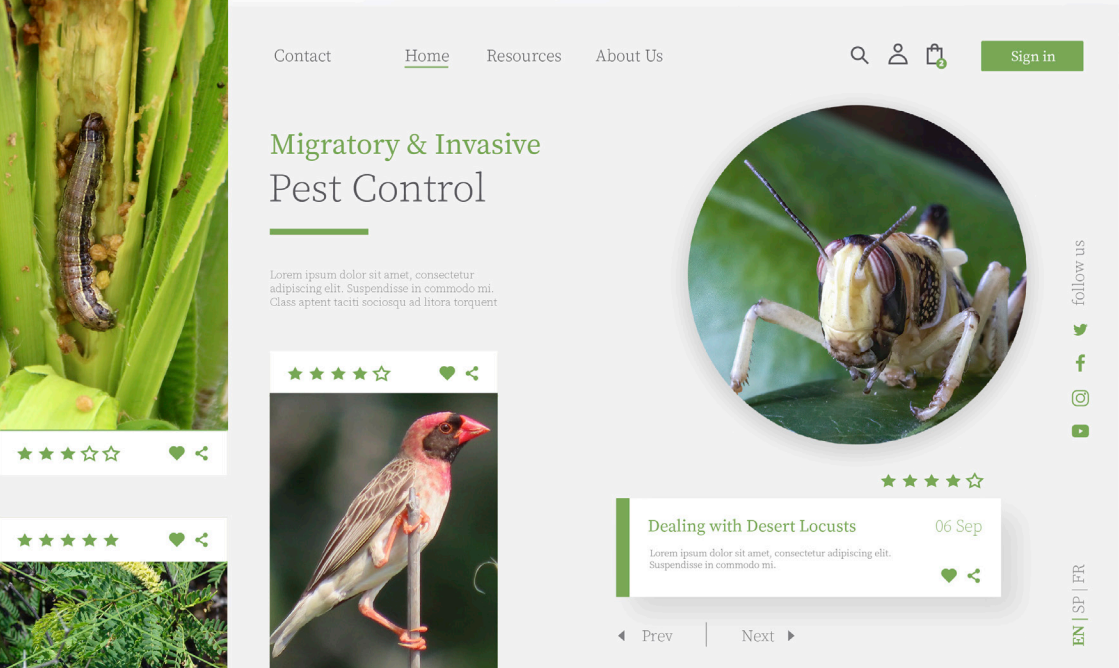 Contact
Home
Resources
About Us
2
Sign in
Migratory & Invasive
Pest Control
Lorem ipsum dolor sit amet, consectetur
adipiscing elit. Suspendisse in commodo mi.
Class aptent taciti sociosqu ad litora torquent
follow us
Dealing with Desert Locusts
06 Sep
Lorem ipsum dolor sit amet, consectetur adipiscing elit.
Suspendisse in commodo mi.
Prev
Next
EN | SP | FR